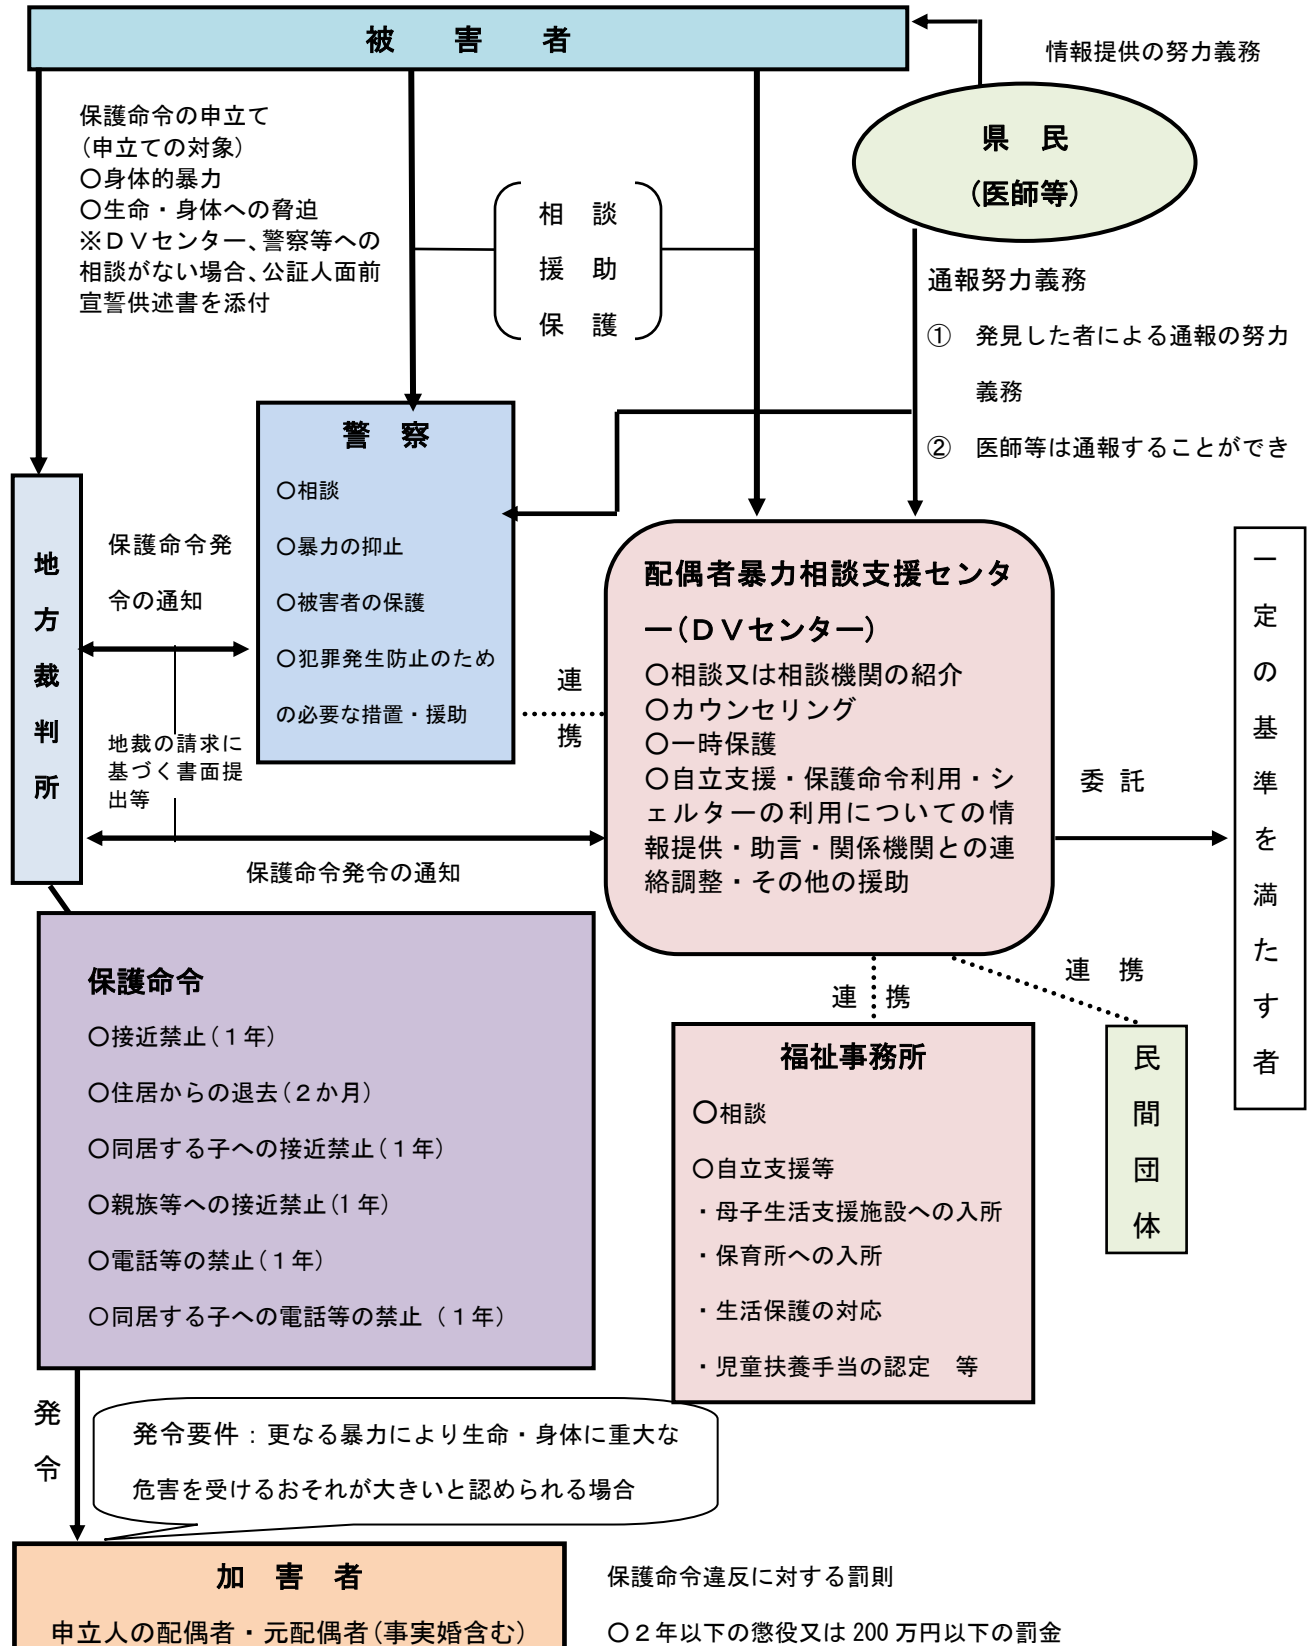 被　害　者
情報提供の努力義務
県　民
(医師等)
保護命令の申立て
(申立ての対象)
○身体的暴力
○生命・身体への脅迫
※ＤＶセンター、警察等への
相談がない場合、公証人面前
宣誓供述書を添付
相　談
援　助
保　護
通報努力義務
①　発見した者による通報の努力
義務
②　医師等は通報することができ
警　察
○相談
○暴力の抑止
○被害者の保護
○犯罪発生防止のため
の必要な措置・援助
地方裁判所
保護命令発
令の通知
地裁の請求に
基づく書面提
出等
保護命令発令の通知
連
携
配偶者暴力相談支援センタ
ー(ＤＶセンター)
○相談又は相談機関の紹介
○カウンセリング
○一時保護
○自立支援・保護命令利用・シ
ェルターの利用についての情
報提供・助言・関係機関との連
絡調整・その他の援助
委 託
一定の基準を満たす者
保護命令
○接近禁止(１年)
○住居からの退去(２か月)
○同居する子への接近禁止(１年)
○親族等への接近禁止(1 年)
○電話等の禁止(１年)
○同居する子への電話等の禁止（１年）
連 携
連　携
福祉事務所
○相談
○自立支援等
・母子生活支援施設への入所
・保育所への入所
・生活保護の対応
・児童扶養手当の認定　等
民間団体
発
令
発令要件：更なる暴力により生命・身体に重大な
危害を受けるおそれが大きいと認められる場合
加　害　者
申立人の配偶者・元配偶者(事実婚含む)
保護命令違反に対する罰則
○２年以下の懲役又は 200 万円以下の罰金